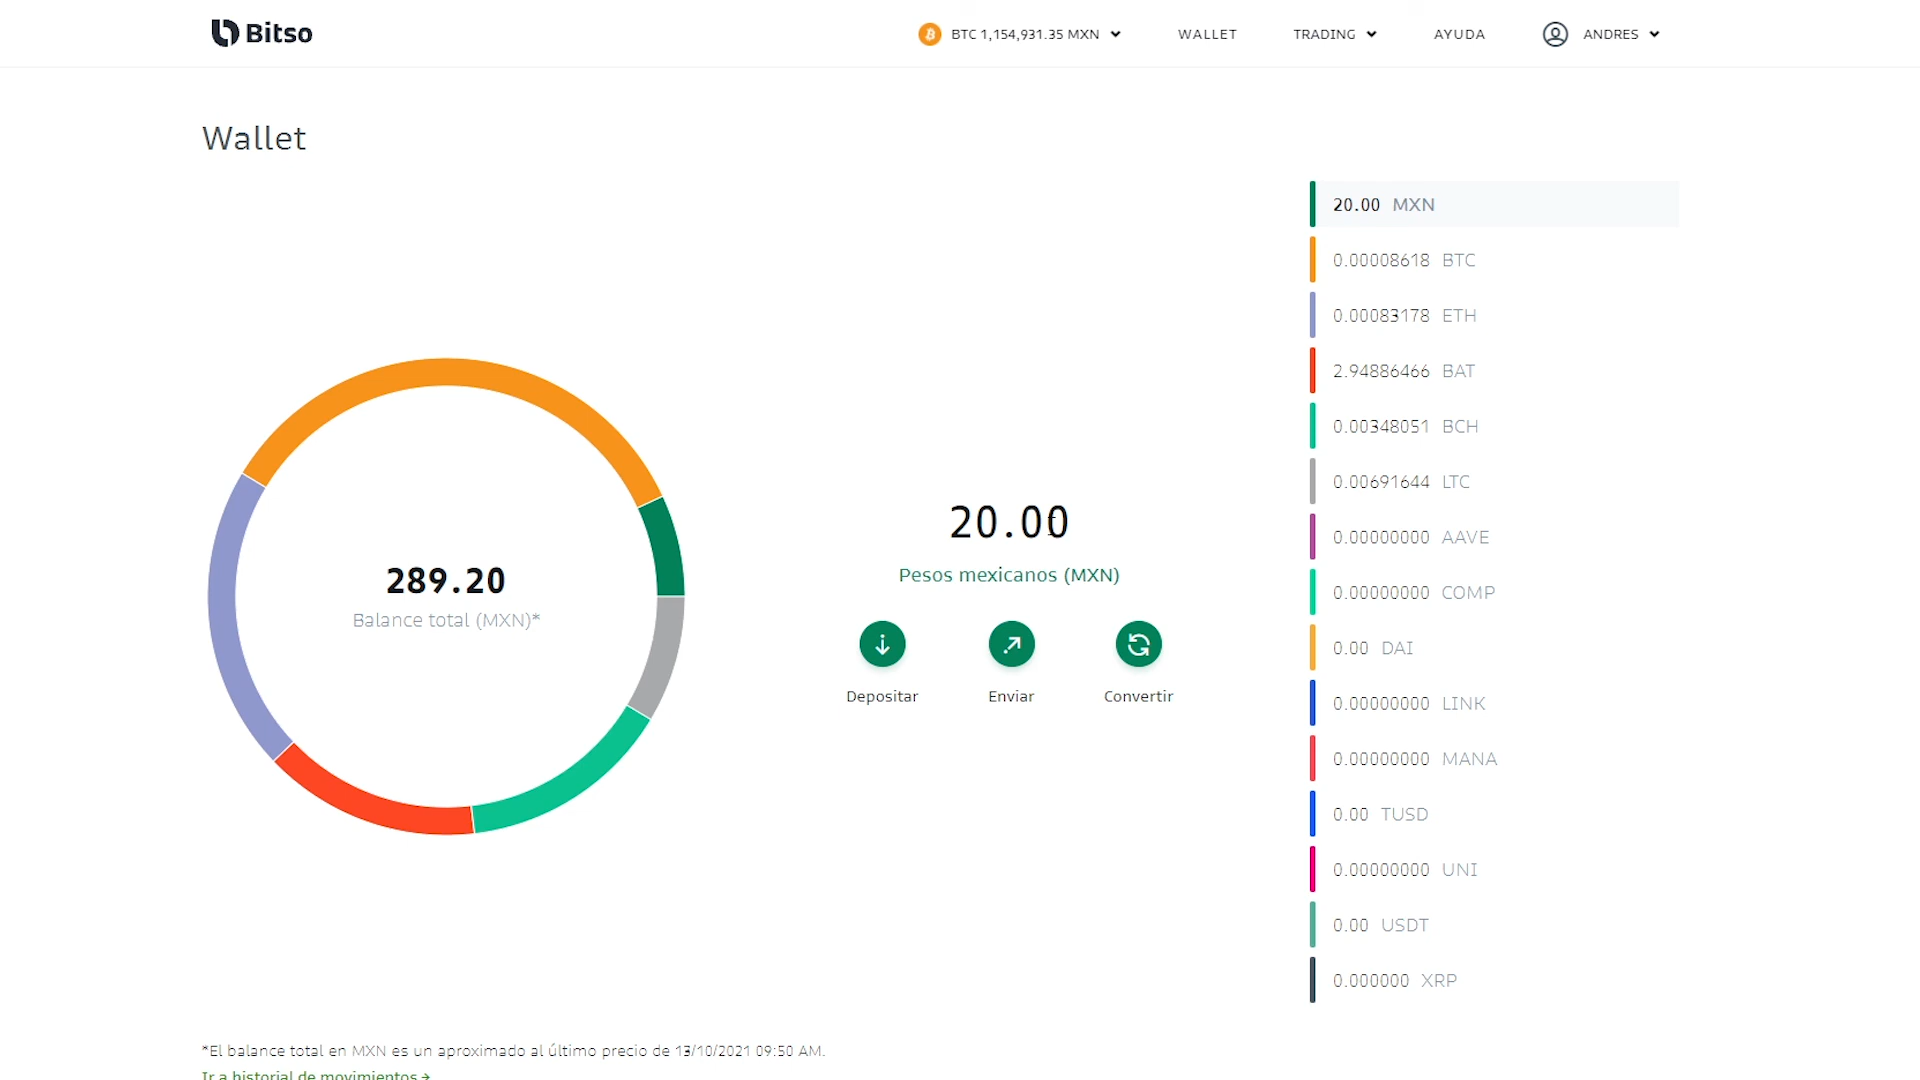 Bitso
BTC 1,154,931.35 MXN
WALLET
TRADING
AYUDA
ANDRES
Wallet
289.20
Balance total (MXN)*
20.00
Pesos mexicanos (MXN)
Depositar
Enviar
Convertir
20.00 MXN
0.00008618 BTC
0.00083178 ETH
2.94886466 BAT
0.00348051 BCH
0.00691644 LTC
0.00000000 AAVE
0.00000000 COMP
0.00 DAI
0.00000000 LINK
0.00000000 MANA
0.00 TUSD
0.00000000 UNI
0.00 USDT
0.000000 XRP
*El balance total en MXN es un aproximado al último precio de 13/10/2021 09:50 AM.
Ir a historial de movimientos →